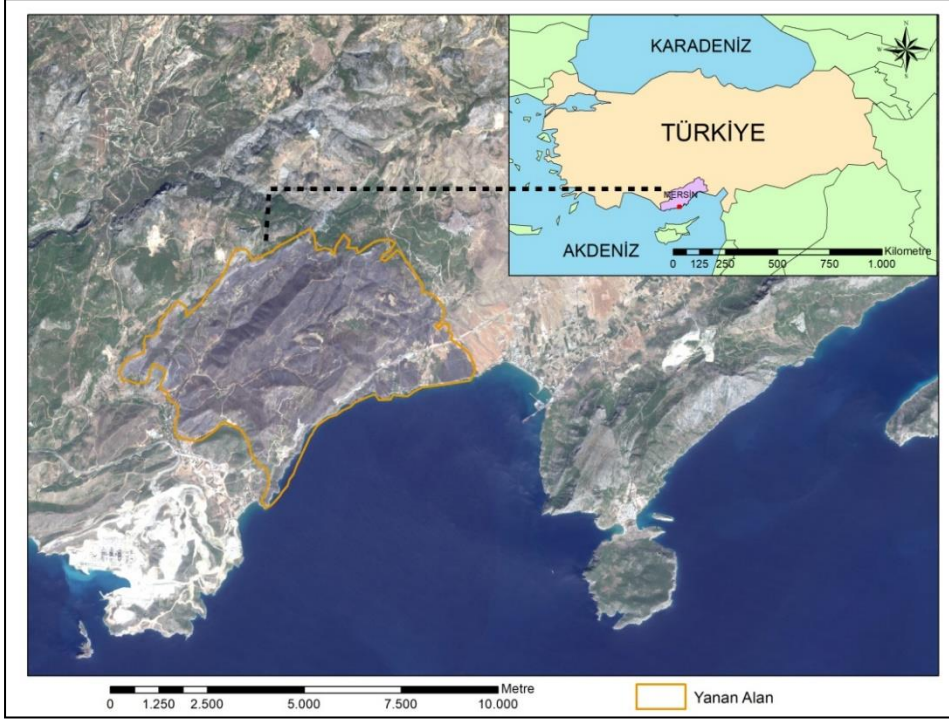 KARADENİZ
N
TÜRKİYE
MERSİN
AKDENİZ
Kilometre
0 125 250 500 750 1.000
Metre
0 1.250 2.500 5.000 7.500 10.000
Yanan Alan